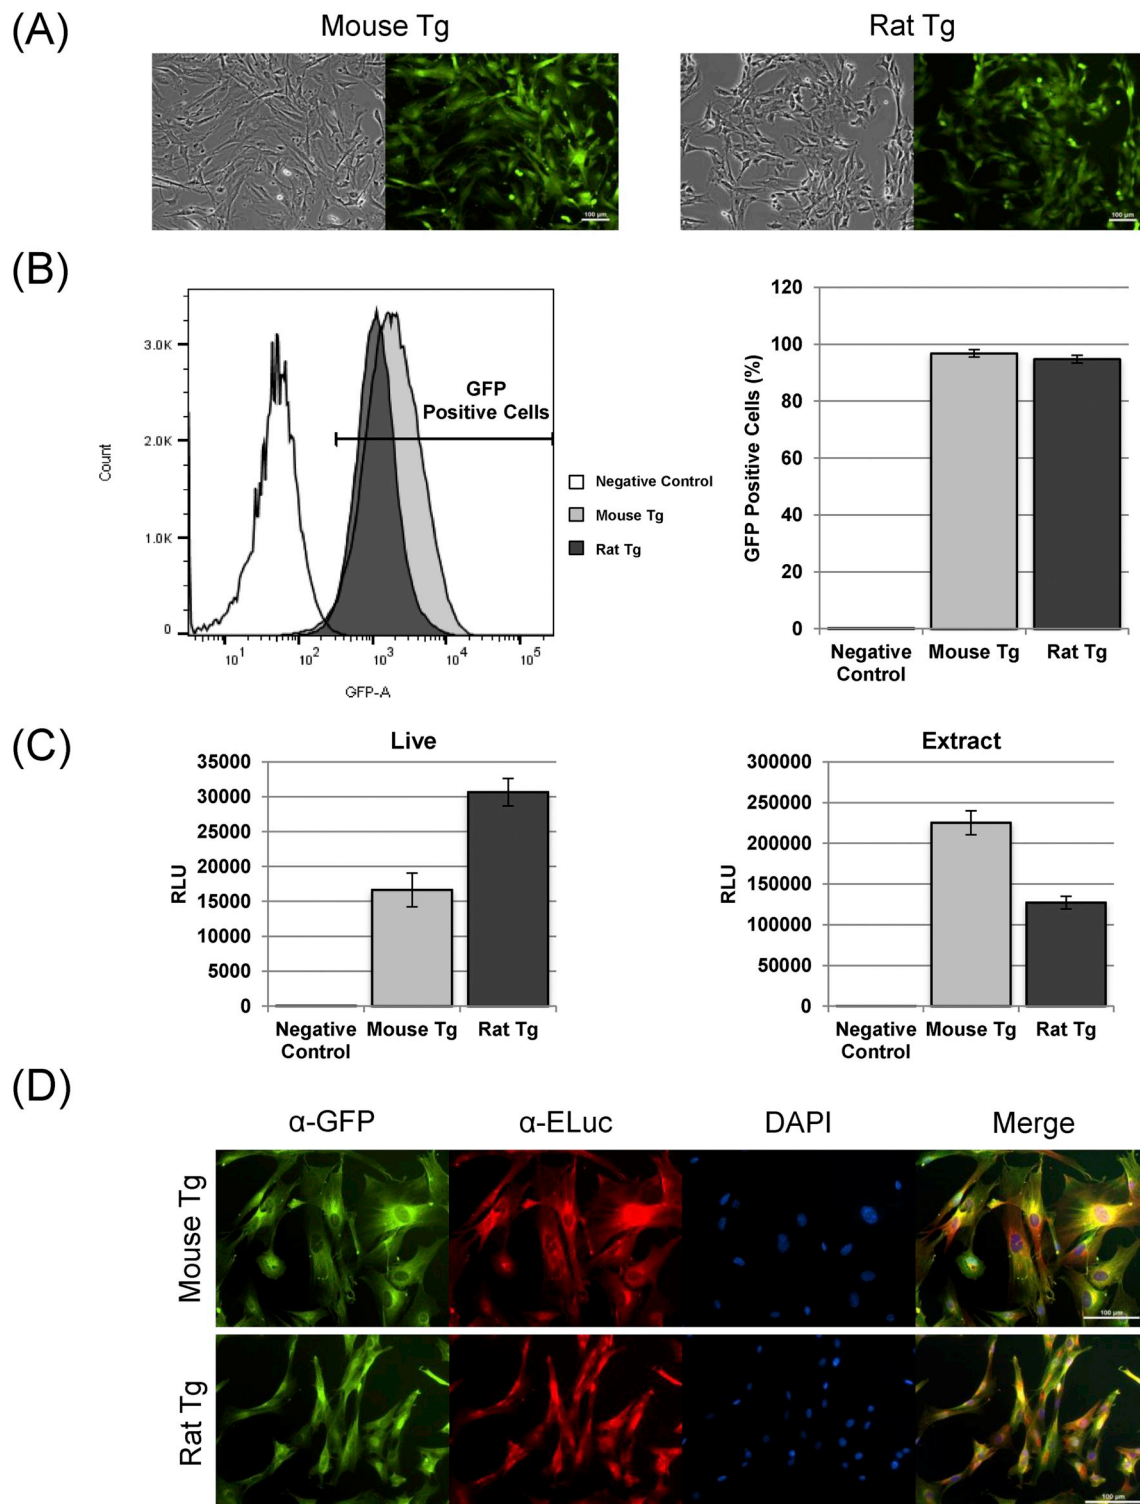 (A)
Mouse Tg
Rat Tg
100 μm
100 μm
(B)
Count
3.0K
2.0K
1.0K
0
GFP
Positive Cells
10¹
10²
10³
10⁴
10⁵
GFP-A
Negative Control
Mouse Tg
Rat Tg
GFP Positive Cells (%)
120
100
80
60
40
20
0
Negative
Control
Mouse Tg
Rat Tg
(C)
Live
RLU
35000
30000
25000
20000
15000
10000
5000
0
Negative
Control
Mouse Tg
Rat Tg
Extract
RLU
300000
250000
200000
150000
100000
50000
0
Negative
Control
Mouse Tg
Rat Tg
(D)
α-GFP
α-ELuc
DAPI
Merge
Mouse Tg
100 μm
Rat Tg
100 μm